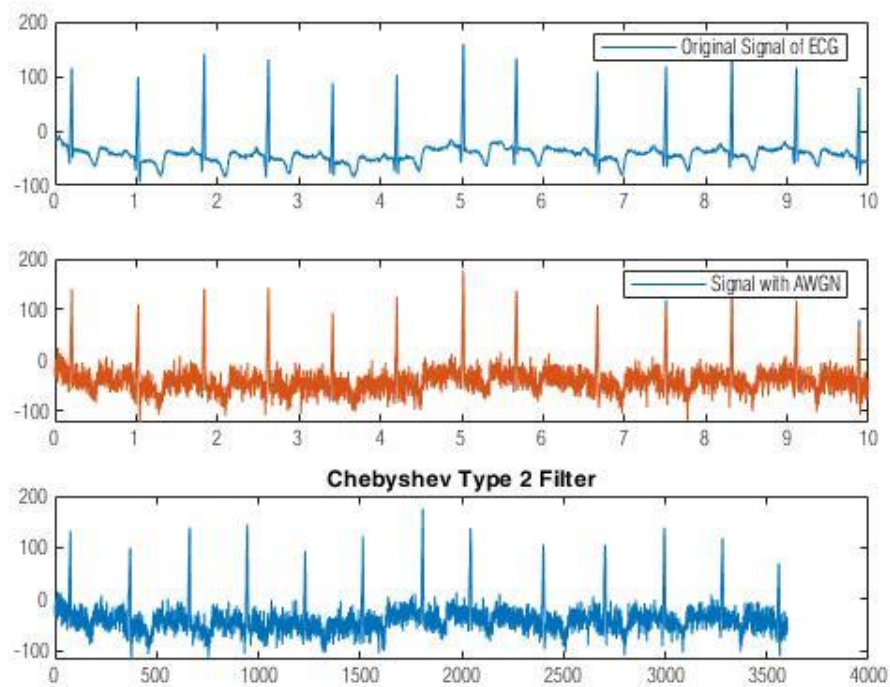 200
Original Signal of ECG
100
0
-100
0 1 2 3 4 5 6 7 8 9 10
200
Signal with AWGN
100
0
-100
0 1 2 3 4 5 6 7 8 9 10
Chebyshev Type 2 Filter
200
100
0
-100
0 500 1000 1500 2000 2500 3000 3500 4000